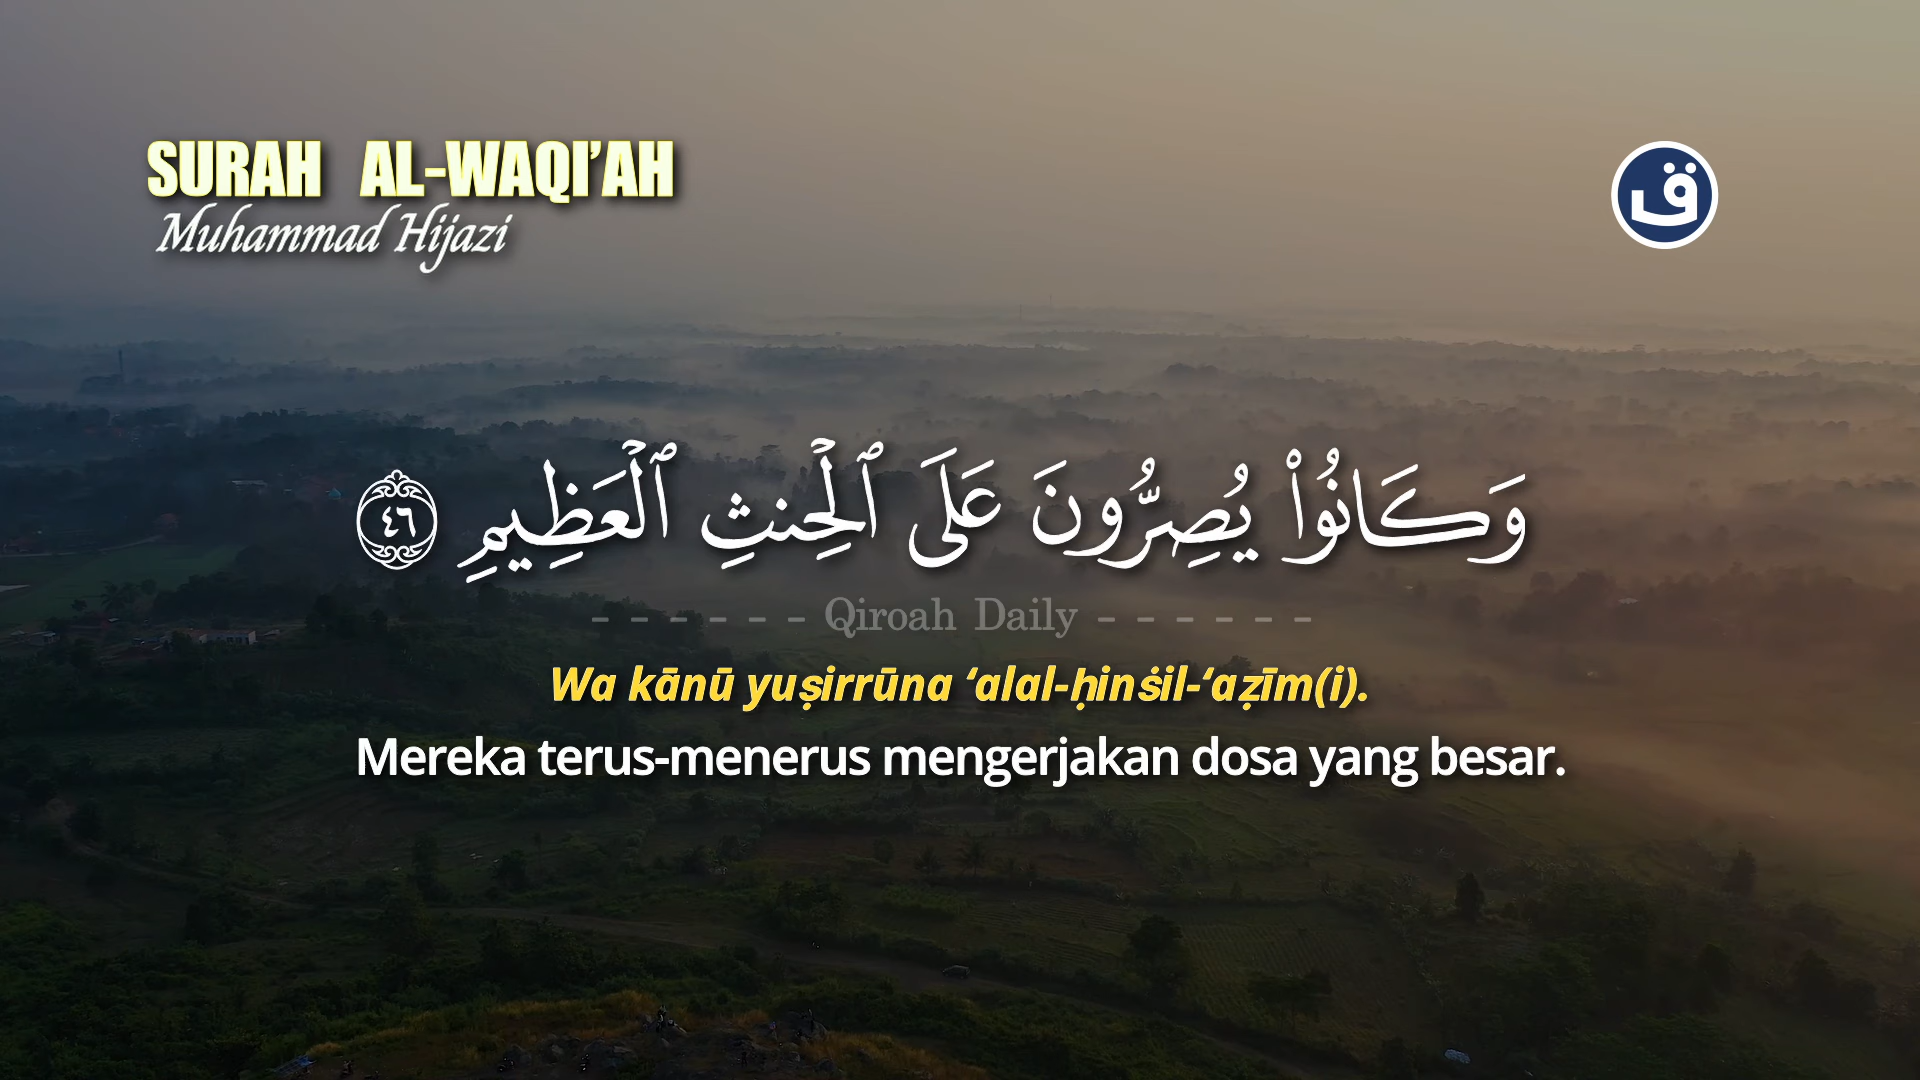 SURAH AL-WAQI’AH
Muhammad Hijazi
ق
وَكَانُوا۟ يُصِرُّونَ عَلَى ٱلْحِنثِ ٱلْعَظِيمِ ٤٦
- - - - - - Qiroah Daily - - - - - -
Wa kānū yuṣirrūna ‘alal-ḥinṡil-‘aẓīm(i).
Mereka terus-menerus mengerjakan dosa yang besar.